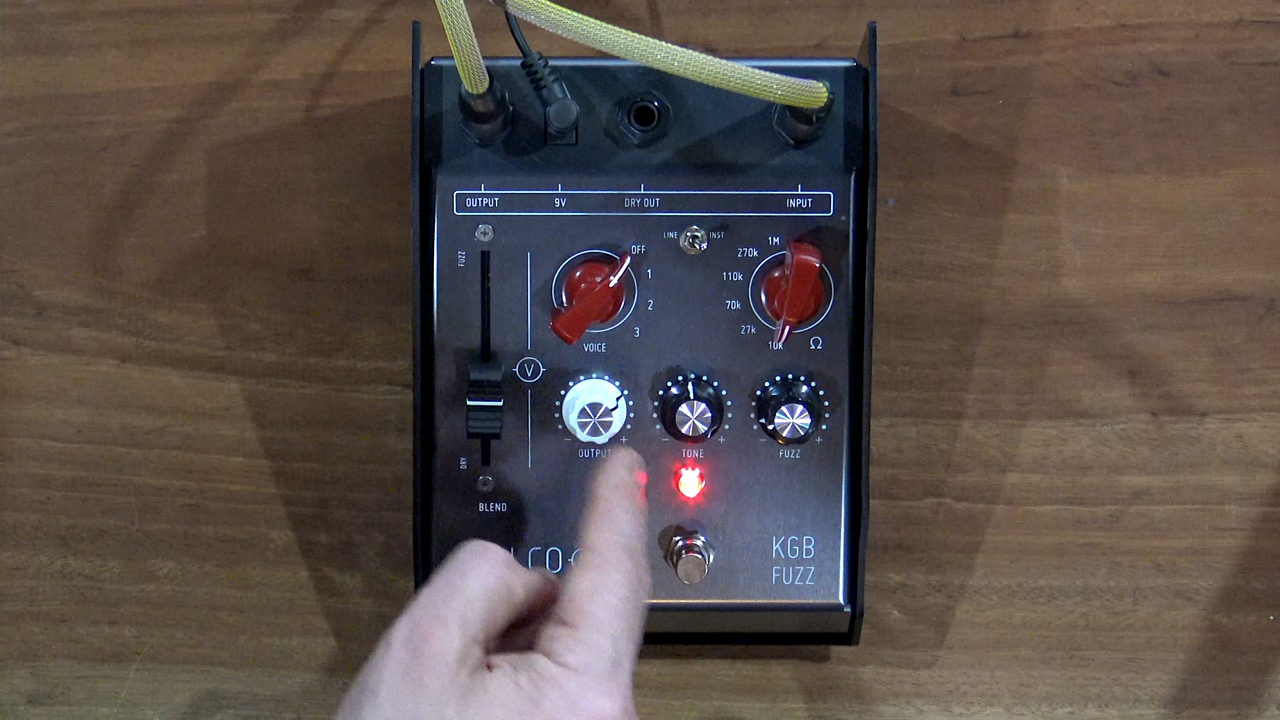 OUTPUT 9V DRY OUT INPUT
FUZZ
LINE INST
OFF
1
2
3
VOICE
1M
270k
110k
70k
27k
10k
Ω
V
- +
- +
- +
OUTPUT TONE FUZZ
DRY
BLEND
KGB
FUZZ